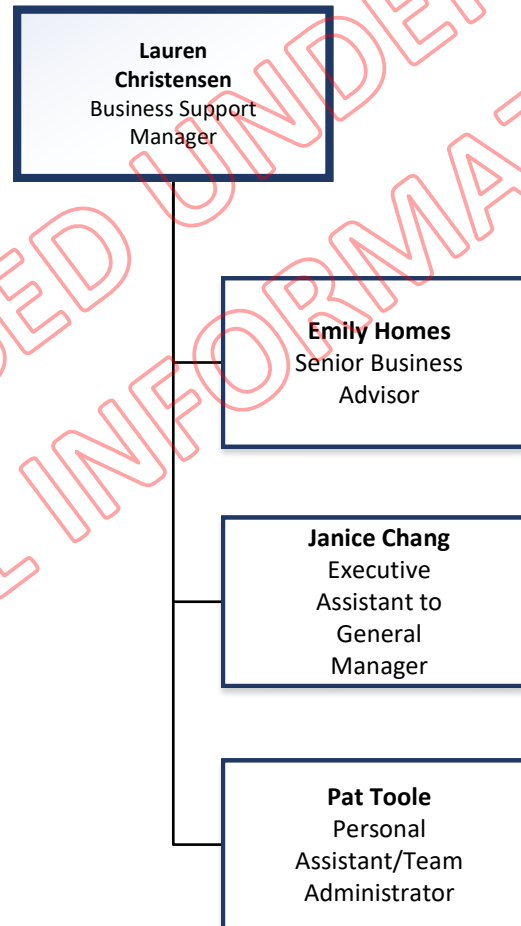 Lauren
Christensen
Business Support
Manager
Emily Homes
Senior Business
Advisor
Janice Chang
Executive
Assistant to
General
Manager
Pat Toole
Personal
Assistant/Team
Administrator